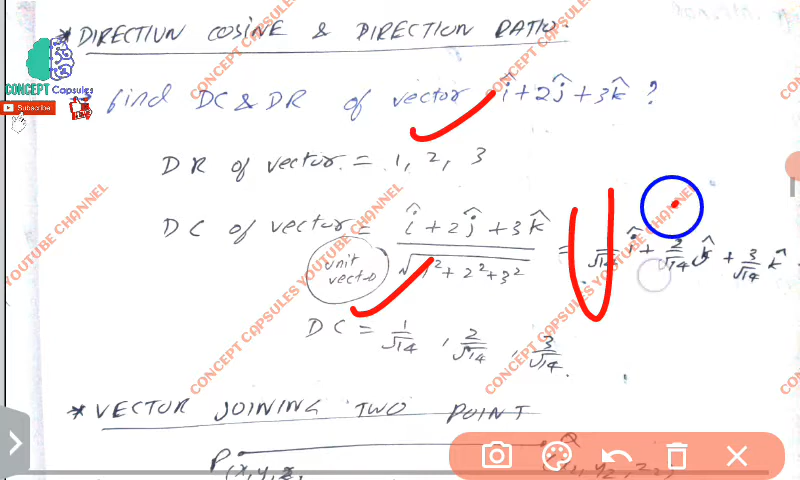 * DIRECTIUN COSINE & DIRECTION RATIO.
CONCEPT Capsules
Subscribe
find DC & DR of vector î + 2ĵ + 3k̂ ?
DR of vector = 1, 2, 3
DC of vector = (î + 2ĵ + 3k̂) / √(1² + 2² + 3²) = /√14 î + 2/√14 k̂ + 3/√14 k̂
unit vector
DC = 1/√14 , 2/√14 , 3/√14.
* VECTOR JOINING TWO POINT
P Q
(x, y, z,
CONCEPT CAPSULES YOUTUBE CHANNEL